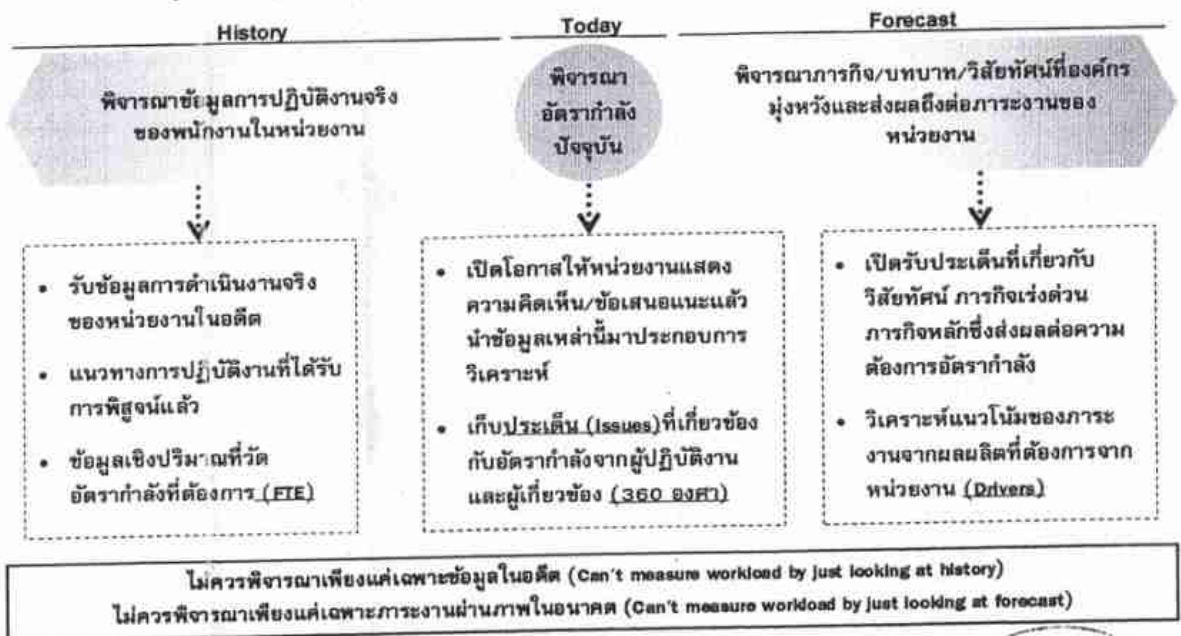 History
Today
Forecast
พิจารณาข้อมูลการปฏิบัติงานจริง
ของพนักงานในหน่วยงาน
พิจารณา
อัตรากำลัง
ปัจจุบัน
พิจารณาภารกิจ/บทบาท/วิสัยทัศน์ที่องค์กร
มุ่งหวังและส่งผลถึงต่อภาระงานของ
หน่วยงาน
• รับข้อมูลการดำเนินงานจริง
ของหน่วยงานในอดีต
• แนวทางการปฏิบัติงานที่ได้รับ
การพิสูจน์แล้ว
• ข้อมูลเชิงปริมาณที่วัด
อัตรากำลังที่ต้องการ (FTE)
• เปิดโอกาสให้หน่วยงานแสดง
ความคิดเห็น/ข้อเสนอแนะแล้ว
นำข้อมูลเหล่านี้มาประกอบการ
วิเคราะห์
• เก็บประเด็น (Issues)ที่เกี่ยวข้อง
กับอัตรากำลังจากผู้ปฏิบัติงาน
และผู้เกี่ยวข้อง (360 องศา)
• เปิดรับประเด็นที่เกี่ยวกับ
วิสัยทัศน์ ภารกิจเร่งด่วน
ภารกิจหลักซึ่งส่งผลต่อความ
ต้องการอัตรากำลัง
• วิเคราะห์แนวโน้มของภาระ
งานจากผลผลิตที่ต้องการจาก
หน่วยงาน (Drivers)
ไม่ควรพิจารณาเพียงแค่เฉพาะข้อมูลในอดีต (Can't measure workload by just looking at history)
ไม่ควรพิจารณาเพียงแค่เฉพาะภาระงานผ่านภาพในอนาคต (Can't measure workload by just looking at forecast)